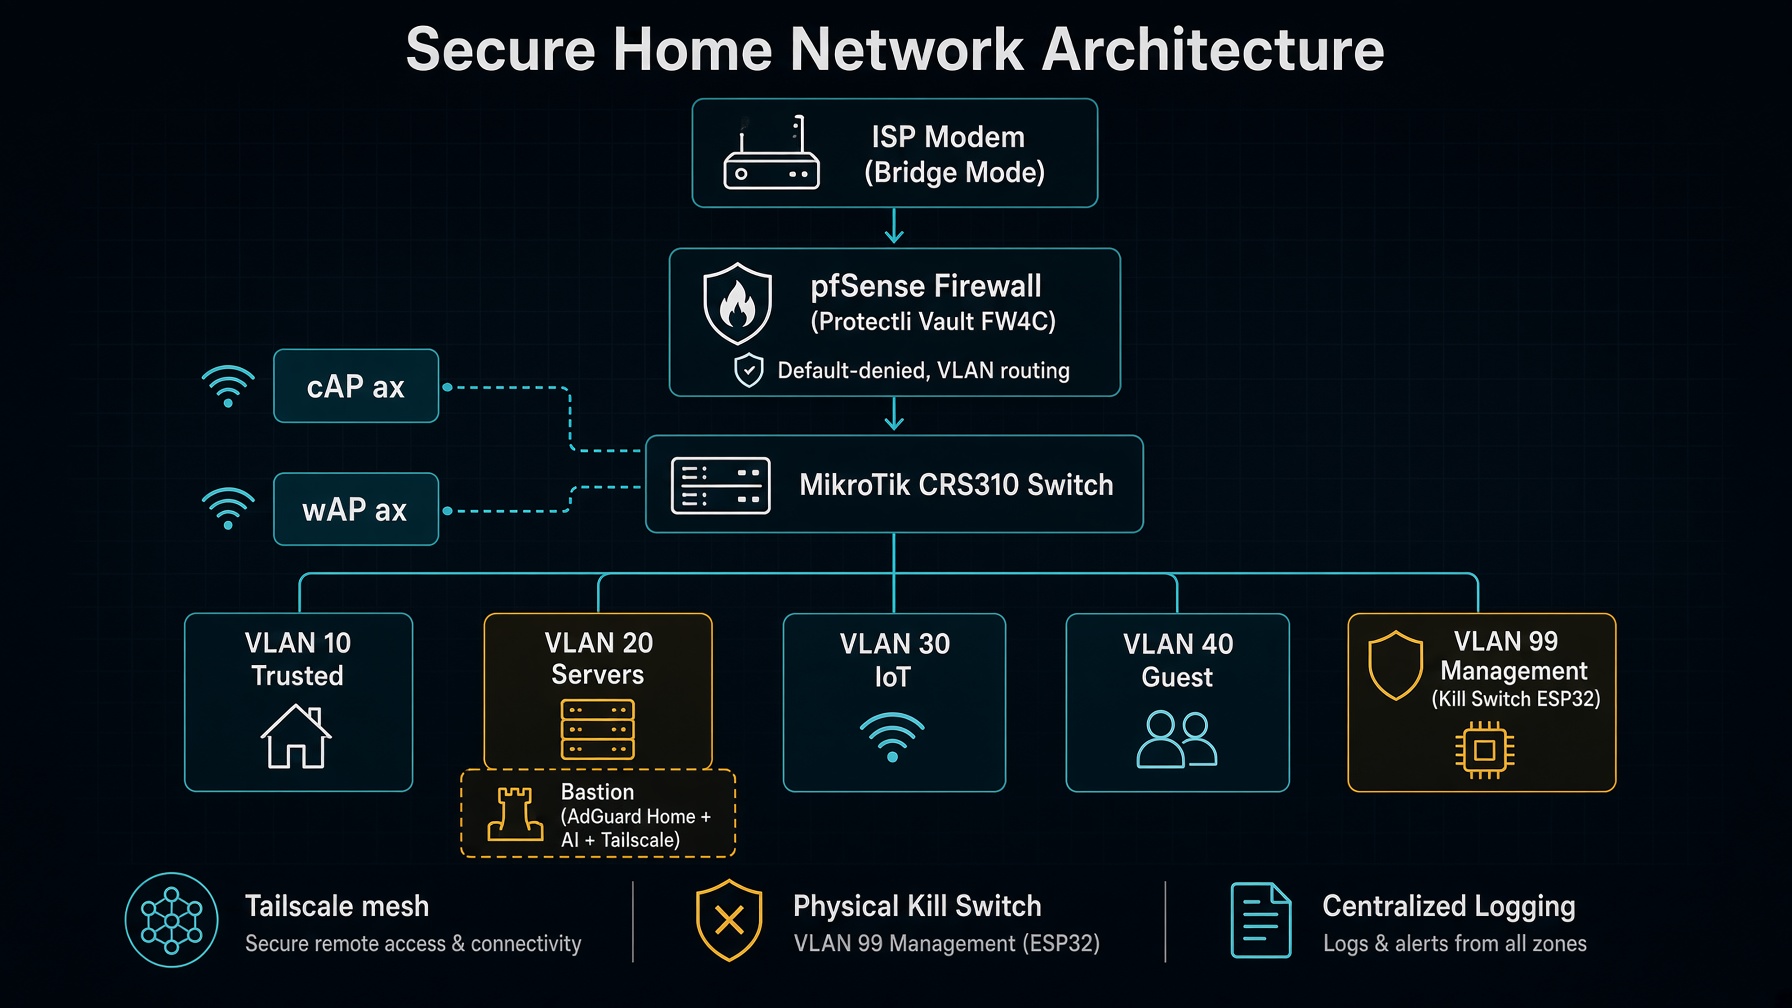 Secure Home Network Architecture
ISP Modem
(Bridge Mode)
pfSense Firewall
(Protectli Vault FW4C)
Default-denied, VLAN routing
cAP ax
wAP ax
MikroTik CRS310 Switch
VLAN 10
Trusted
VLAN 20
Servers
Bastion
(AdGuard Home +
AI + Tailscale)
VLAN 30
IoT
VLAN 40
Guest
VLAN 99
Management
(Kill Switch ESP32)
Tailscale mesh
Secure remote access & connectivity
Physical Kill Switch
VLAN 99 Management (ESP32)
Centralized Logging
Logs & alerts from all zones